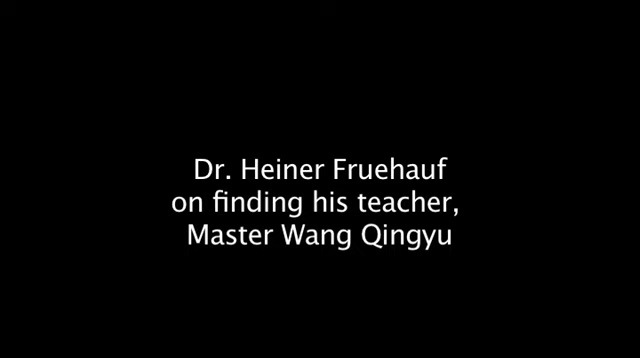 Dr. Heiner Fruehauf
on finding his teacher,
Master Wang Qingyu